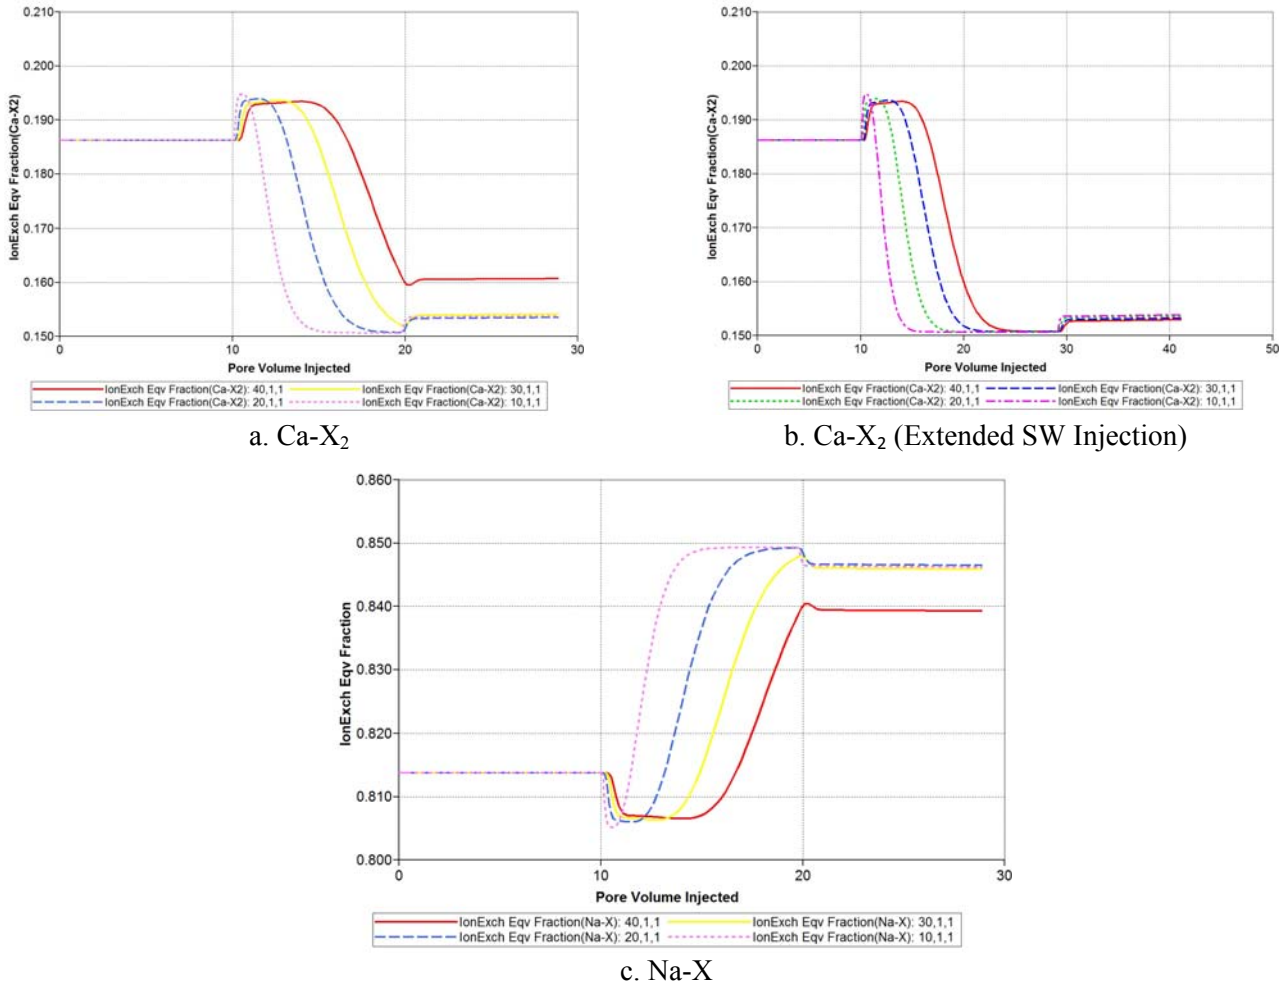 0.210
0.200
0.190
0.180
0.170
0.160
0.150
IonExch Eqv Fraction(Ca-X2)
0 10 20 30
Pore Volume Injected
IonExch Eqv Fraction(Ca-X2): 40,1,1 IonExch Eqv Fraction(Ca-X2): 30,1,1
IonExch Eqv Fraction(Ca-X2): 20,1,1 IonExch Eqv Fraction(Ca-X2): 10,1,1
a. Ca-X₂
0.210
0.200
0.190
0.180
0.170
0.160
0.150
IonExch Eqv Fraction(Ca-X2)
0 10 20 30 40 50
Pore Volume Injected
IonExch Eqv Fraction(Ca-X2): 40,1,1 IonExch Eqv Fraction(Ca-X2): 30,1,1
IonExch Eqv Fraction(Ca-X2): 20,1,1 IonExch Eqv Fraction(Ca-X2): 10,1,1
b. Ca-X₂ (Extended SW Injection)
0.860
0.850
0.840
0.830
0.820
0.810
0.800
IonExch Eqv Fraction
0 10 20 30
Pore Volume Injected
IonExch Eqv Fraction(Na-X): 40,1,1 IonExch Eqv Fraction(Na-X): 30,1,1
IonExch Eqv Fraction(Na-X): 20,1,1 IonExch Eqv Fraction(Na-X): 10,1,1
c. Na-X